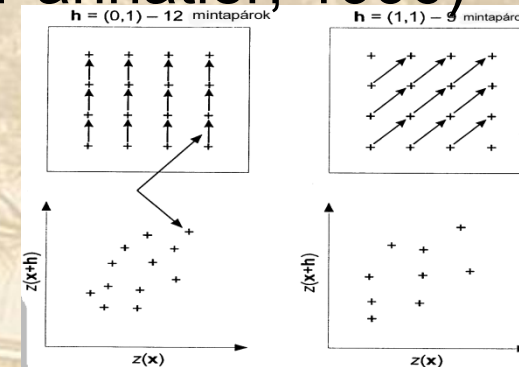 h = (0,1) – 12 mintapárok
h = (1,1) – 9 mintapárok
z(x+h)
z(x)
z(x+h)
z(x)